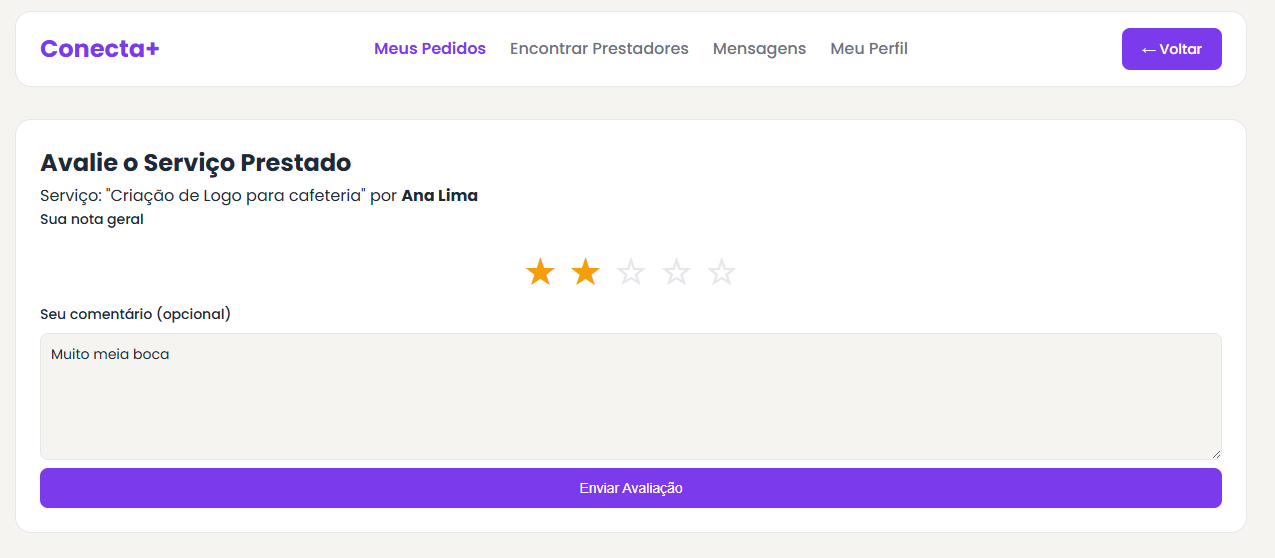 Conecta+
Meus Pedidos Encontrar Prestadores Mensagens Meu Perfil
← Voltar
Avalie o Serviço Prestado
Serviço: "Criação de Logo para cafeteria" por Ana Lima
Sua nota geral
★ ★ ☆ ☆ ☆
Seu comentário (opcional)
Muito meia boca
Enviar Avaliação